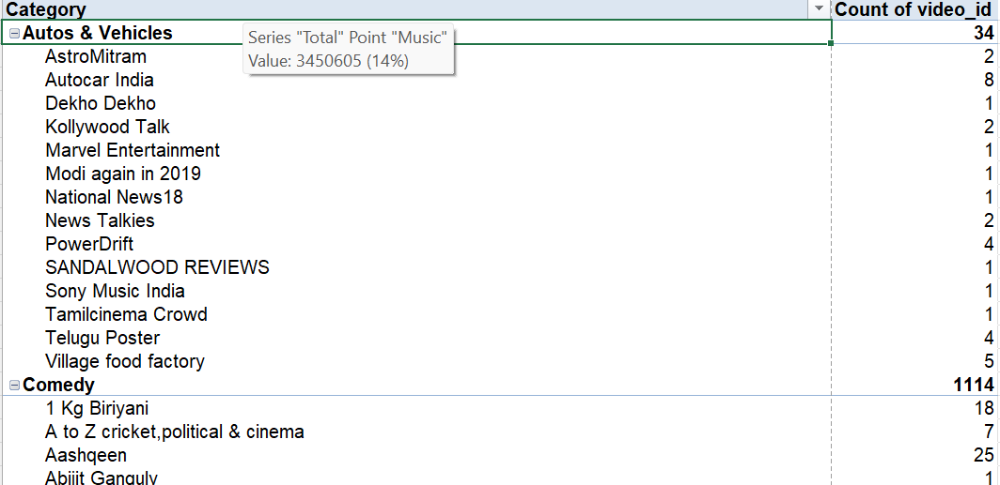 Category Count of video_id
Autos & Vehicles 34
Series "Total" Point "Music"
Value: 3450605 (14%)
AstroMitram 2
Autocar India 8
Dekho Dekho 1
Kollywood Talk 2
Marvel Entertainment 1
Modi again in 2019 1
National News18 1
News Talkies 2
PowerDrift 4
SANDALWOOD REVIEWS 1
Sony Music India 1
Tamilcinema Crowd 1
Telugu Poster 4
Village food factory 5
Comedy 1114
1 Kg Biriyani 18
A to Z cricket,political & cinema 7
Aashqeen 25
Abijit Ganguly 1